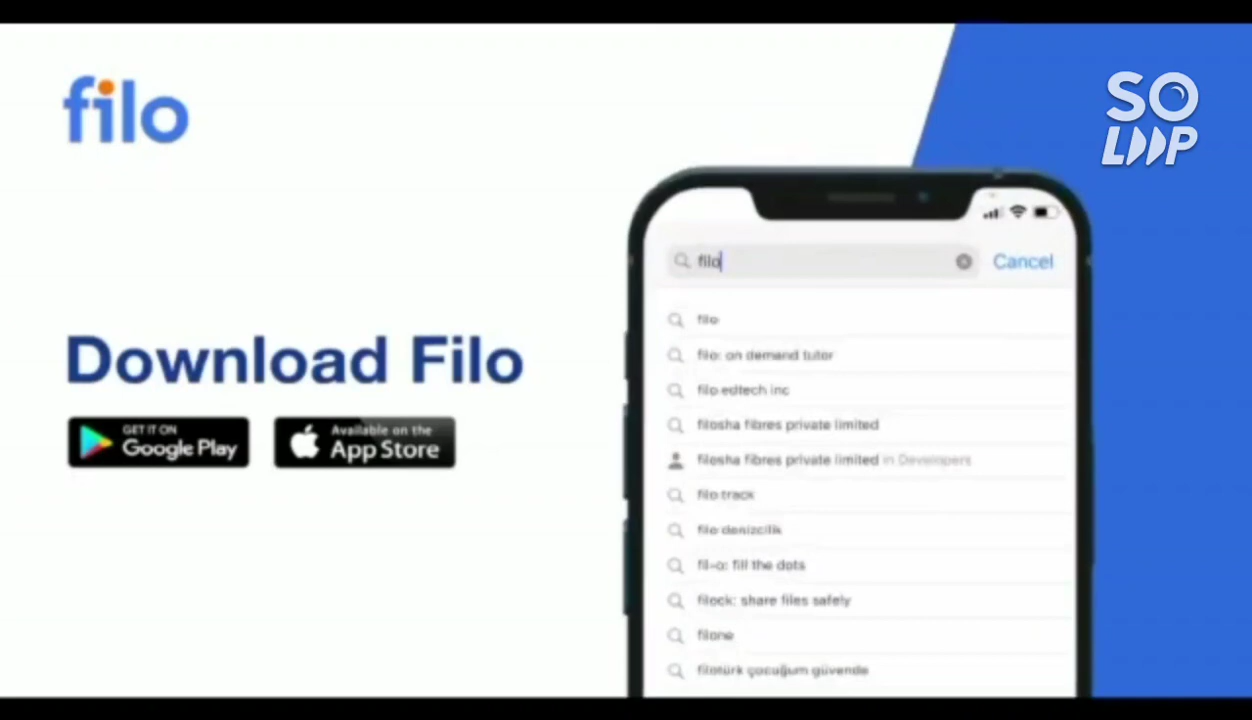 filo
SO
LOOP
filo
Cancel
filo
filo: on demand tutor
filo edtech inc
filosha fibres private limited
filosha fibres private limited in Developers
filo track
filo denizcilik
fil-o: fill the dots
filock: share files safely
filone
filotürk çocuğum güvende
Download Filo
GET IT ON
Google Play
Available on the
App Store